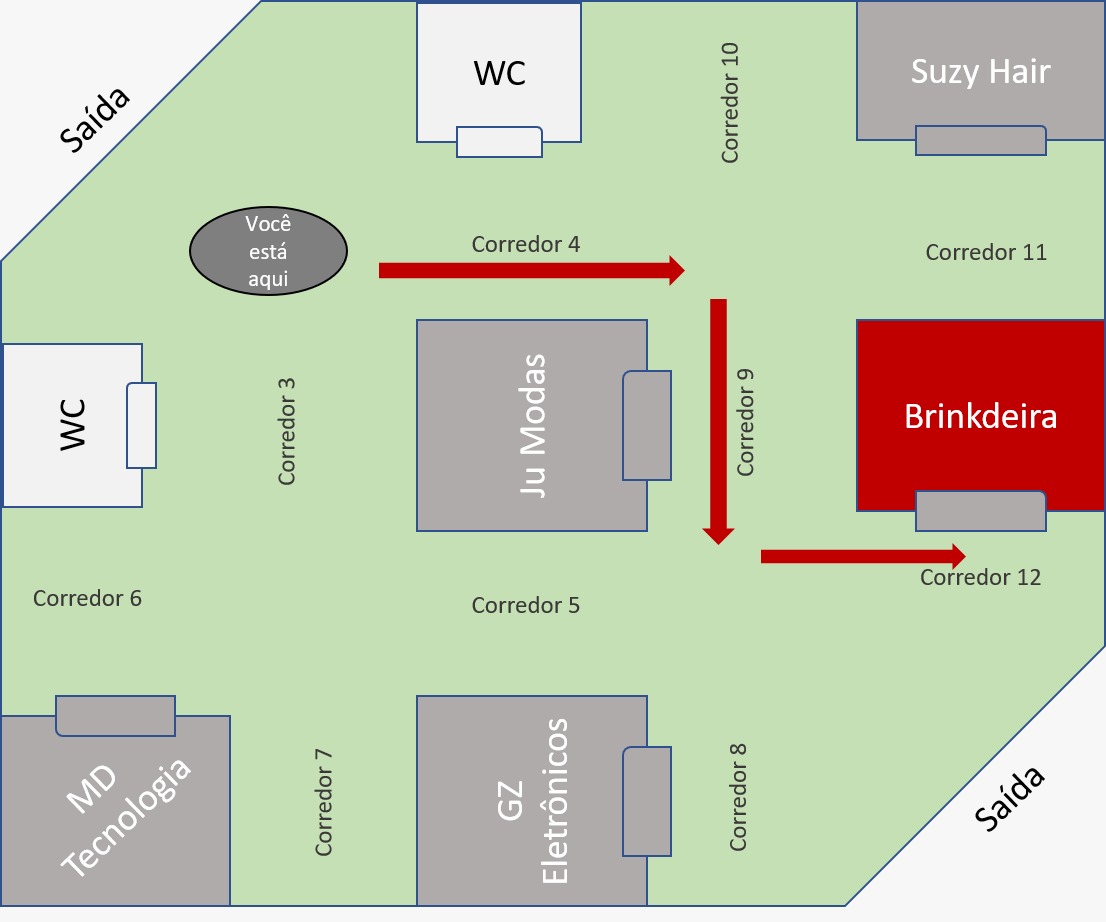 Saída
WC
Corredor 10
Suzy Hair
Você
está
aqui
Corredor 4
Corredor 11
WC
Corredor 3
Ju Modas
Corredor 9
Brinkdeira
Corredor 12
Corredor 6
Corredor 5
MD
Tecnologia
Corredor 7
GZ
Eletrônicos
Corredor 8
Saída